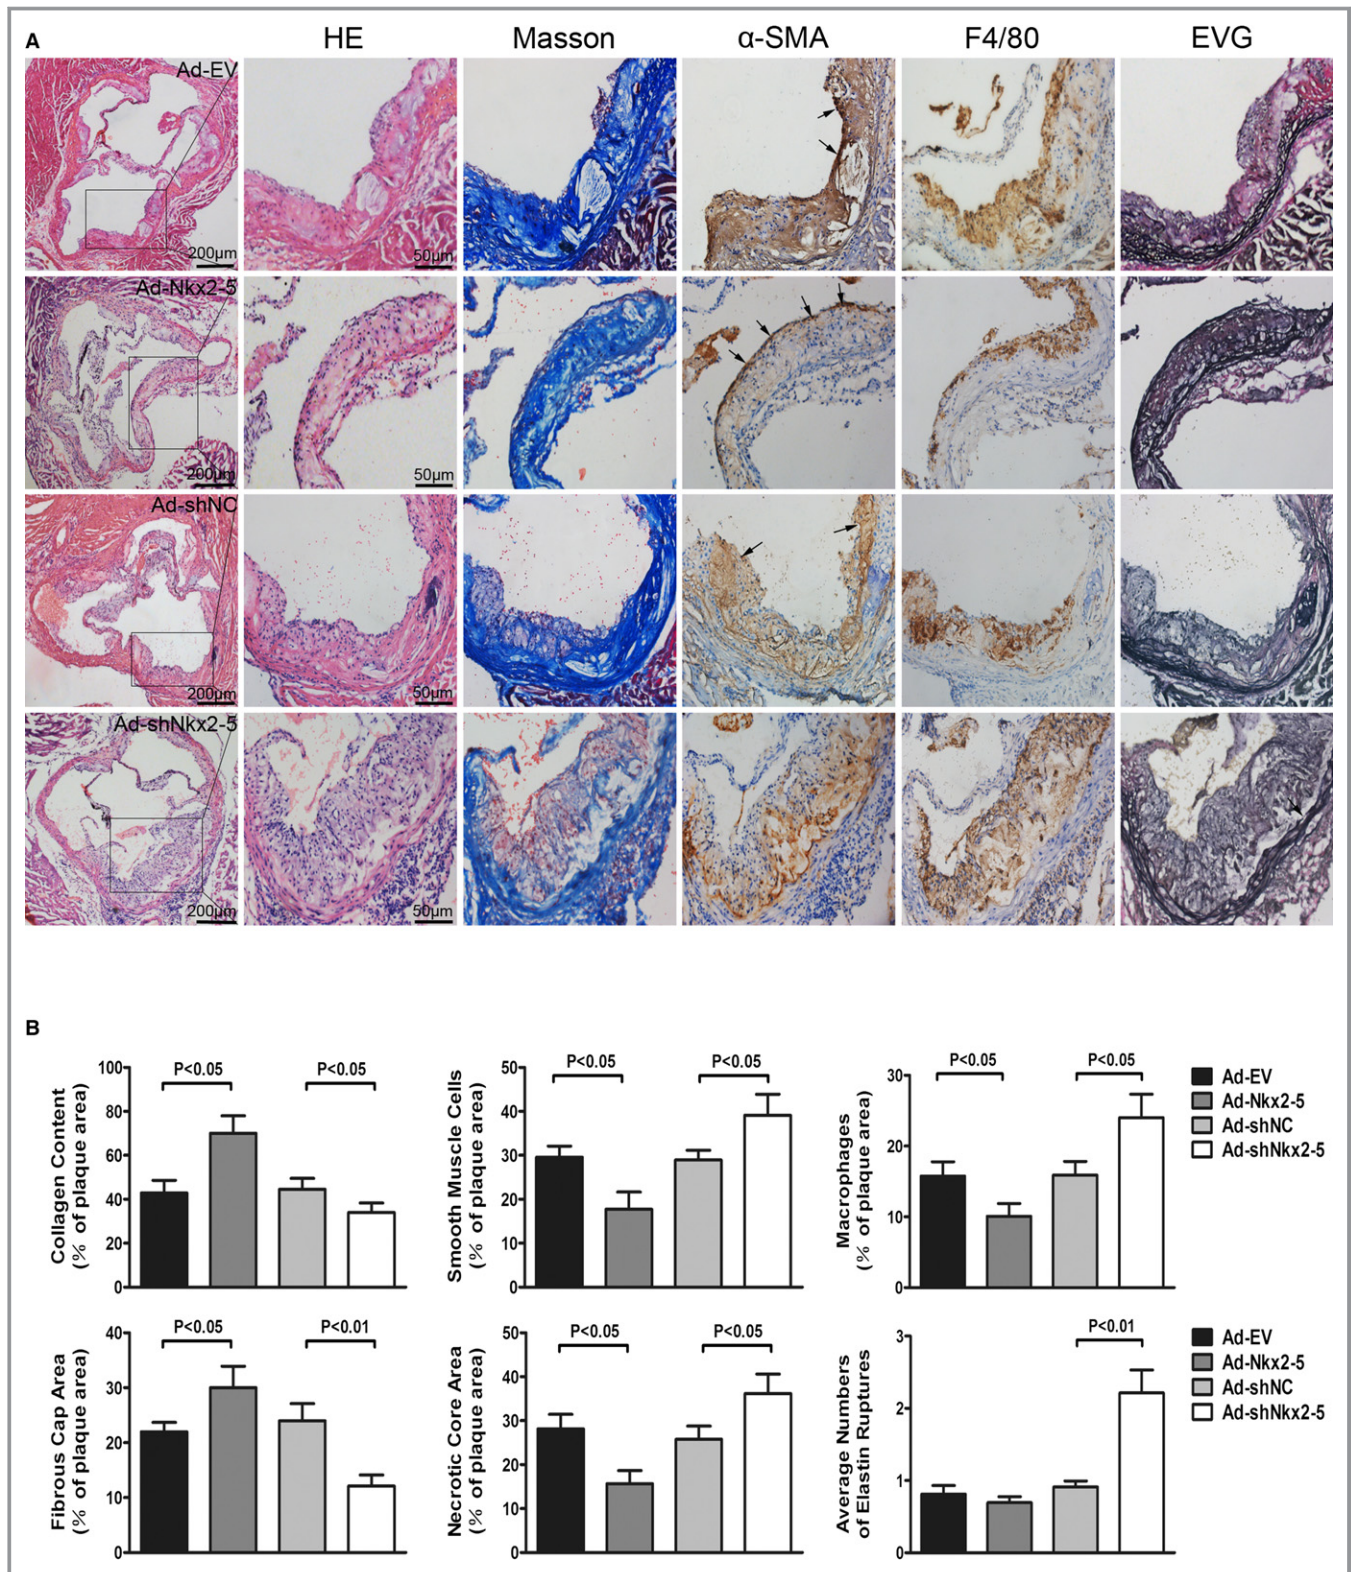 A
HE Masson α-SMA F4/80 EVG
Ad-EV
200μm 50μm
Ad-Nkx2-5
200μm 50μm
Ad-shNC
200μm 50μm
Ad-shNkx2-5
200μm 50μm
B
Collagen Content
(% of plaque area)
100
80
60
40
20
0
P<0.05 P<0.05
Smooth Muscle Cells
(% of plaque area)
50
40
30
20
10
0
P<0.05 P<0.05
Macrophages
(% of plaque area)
30
20
10
0
P<0.05 P<0.05
Ad-EV
Ad-Nkx2-5
Ad-shNC
Ad-shNkx2-5
Fibrous Cap Area
(% of plaque area)
40
30
20
10
0
P<0.05 P<0.01
Necrotic Core Area
(% of plaque area)
50
40
30
20
10
0
P<0.05 P<0.05
Average Numbers
of Elastin Ruptures
3
2
1
0
P<0.01
Ad-EV
Ad-Nkx2-5
Ad-shNC
Ad-shNkx2-5